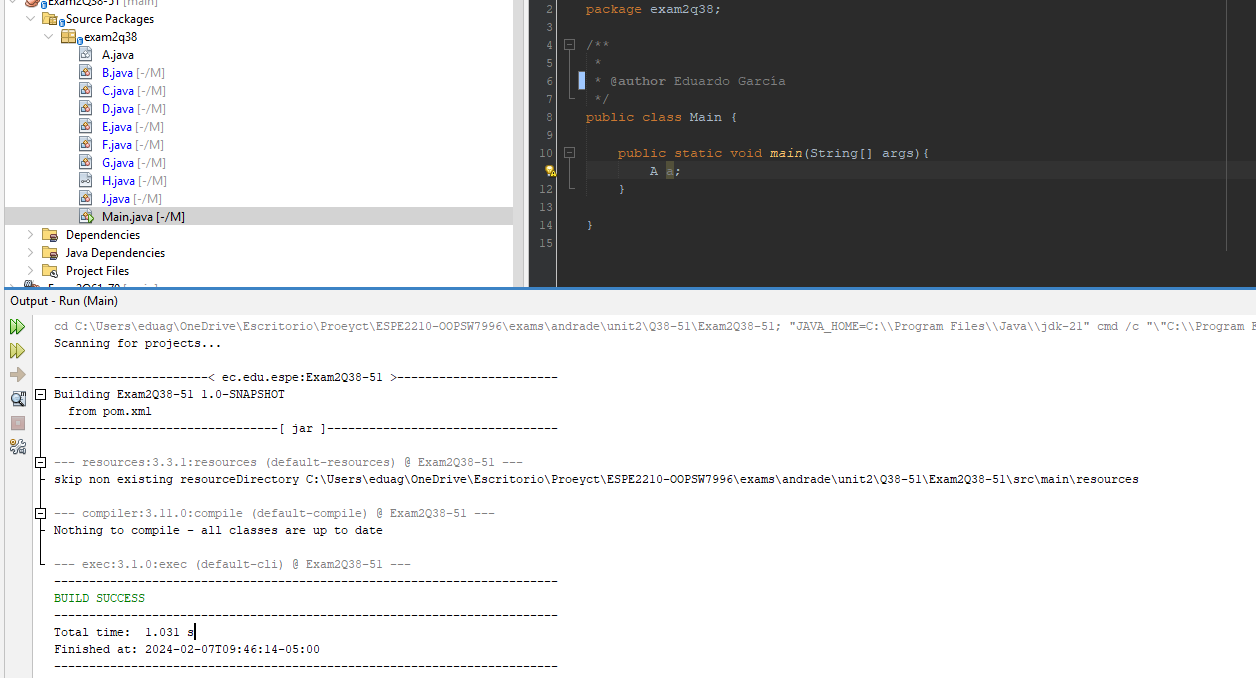 Exam2Q38-51 [main]
Source Packages
exam2q38
A.java
B.java [-/M]
C.java [-/M]
D.java [-/M]
E.java [-/M]
F.java [-/M]
G.java [-/M]
H.java [-/M]
J.java [-/M]
Main.java [-/M]
Dependencies
Java Dependencies
Project Files
2 package exam2q38;
3
4 /**
5 *
6 * @author Eduardo García
7 */
8 public class Main {
9
10 public static void main(String[] args){
A a;
12 }
13
14 }
15
Output - Run (Main)
cd C:\Users\eduag\OneDrive\Escritorio\Proeyct\ESPE2210-OOPSW7996\exams\andrade\unit2\Q38-51\Exam2Q38-51; "JAVA_HOME=C:\\Program Files\\Java\\jdk-21" cmd /c "\"C:\\Program
Scanning for projects...
----------------------< ec.edu.espe:Exam2Q38-51 >-----------------------
Building Exam2Q38-51 1.0-SNAPSHOT
from pom.xml
--------------------------------[ jar ]---------------------------------
--- resources:3.3.1:resources (default-resources) @ Exam2Q38-51 ---
skip non existing resourceDirectory C:\Users\eduag\OneDrive\Escritorio\Proeyct\ESPE2210-OOPSW7996\exams\andrade\unit2\Q38-51\Exam2Q38-51\src\main\resources
--- compiler:3.11.0:compile (default-compile) @ Exam2Q38-51 ---
Nothing to compile - all classes are up to date
--- exec:3.1.0:exec (default-cli) @ Exam2Q38-51 ---
------------------------------------------------------------------------
BUILD SUCCESS
------------------------------------------------------------------------
Total time:  1.031 s
Finished at: 2024-02-07T09:46:14-05:00
------------------------------------------------------------------------